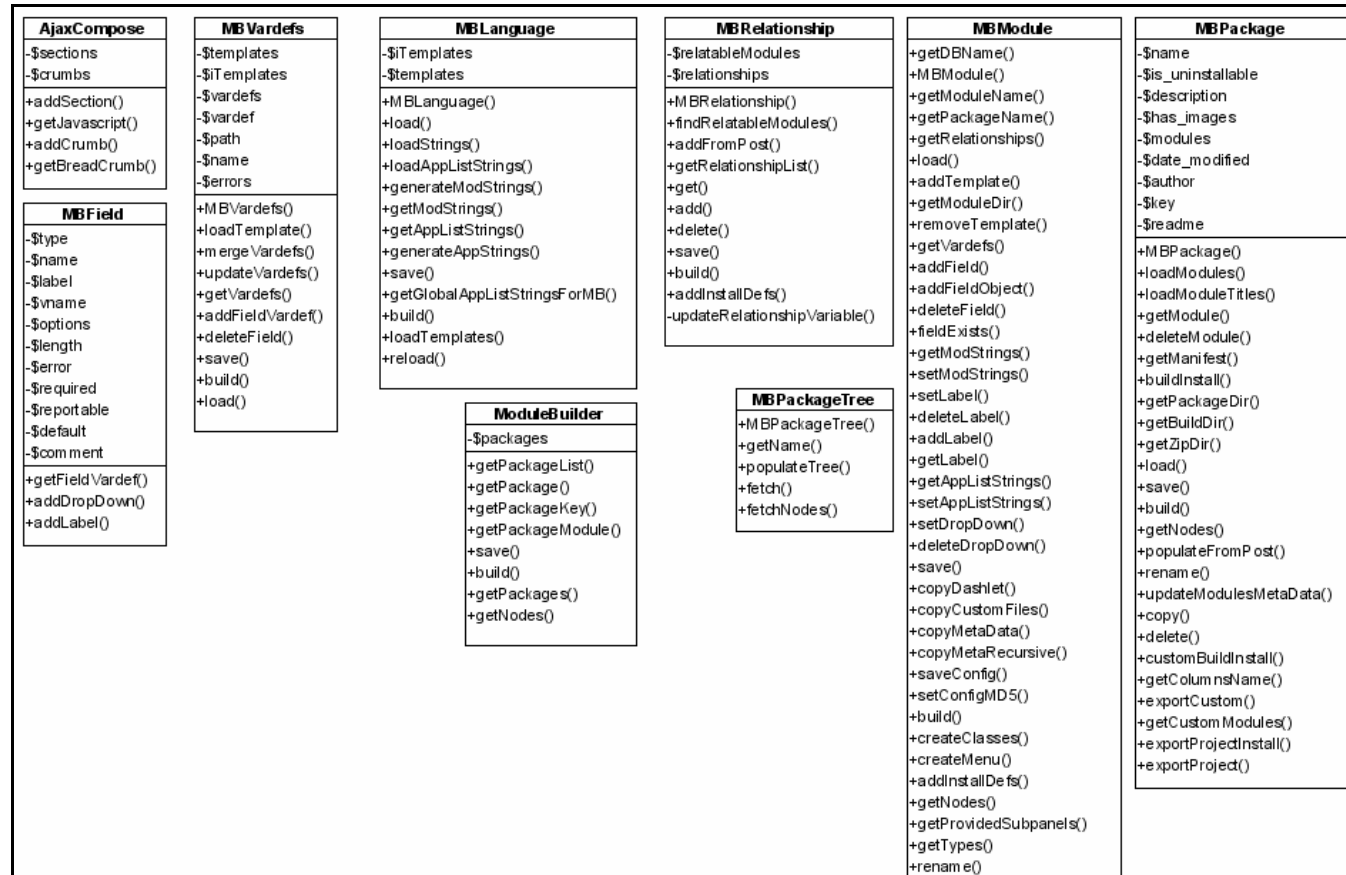 AjaxCompose
-$sections
-$crumbs
+addSection()
+getJavascript()
+addCrumb()
+getBreadCrumb()
MBField
-$type
-$name
-$label
-$vname
-$options
-$length
-$error
-$required
-$reportable
-$default
-$comment
+getFieldVardef()
+addDropDown()
+addLabel()
MBVardefs
-$templates
-$iTemplates
-$vardefs
-$vardef
-$path
-$name
-$errors
+MBVardefs()
+loadTemplate()
+mergeVardefs()
+updateVardefs()
+getVardefs()
+addFieldVardef()
+deleteField()
+save()
+build()
+load()
MBLanguage
-$iTemplates
-$templates
+MBLanguage()
+load()
+loadStrings()
+loadAppListStrings()
+generateModStrings()
+getModStrings()
+getAppListStrings()
+generateAppStrings()
+save()
+getGlobalAppListStringsForMB()
+build()
+loadTemplates()
+reload()
ModuleBuilder
-$packages
+getPackageList()
+getPackage()
+getPackageKey()
+getPackageModule()
+save()
+build()
+getPackages()
+getNodes()
MBRelationship
-$relatableModules
-$relationships
+MBRelationship()
+findRelatableModules()
+addFromPost()
+getRelationshipList()
+get()
+add()
+delete()
+save()
+build()
+addInstallDefs()
-updateRelationshipVariable()
MBPackageTree
+MBPackageTree()
+getName()
+populateTree()
+fetch()
+fetchNodes()
MBModule
+getDBName()
+MBModule()
+getModuleName()
+getPackageName()
+getRelationships()
+load()
+addTemplate()
+getModuleDir()
+removeTemplate()
+getVardefs()
+addField()
+addFieldObject()
+deleteField()
+fieldExists()
+getModStrings()
+setModStrings()
+setLabel()
+deleteLabel()
+addLabel()
+getLabel()
+getAppListStrings()
+setAppListStrings()
+setDropDown()
+deleteDropDown()
+save()
+copyDashlet()
+copyCustomFiles()
+copyMetaData()
+copyMetaRecursive()
+saveConfig()
+setConfigMD5()
+build()
+createClasses()
+createMenu()
+addInstallDefs()
+getNodes()
+getProvidedSubpanels()
+getTypes()
+rename()
MBPackage
-$name
-$is_uninstallable
-$description
-$has_images
-$modules
-$date_modified
-$author
-$key
-$readme
+MBPackage()
+loadModules()
+loadModuleTitles()
+getModule()
+deleteModule()
+getManifest()
+buildInstall()
+getPackageDir()
+getBuildDir()
+getZipDir()
+load()
+save()
+build()
+getNodes()
+populateFromPost()
+rename()
+updateModulesMetaData()
+copy()
+delete()
+customBuildInstall()
+getColumnsName()
+exportCustom()
+getCustomModules()
+exportProjectInstall()
+exportProject()